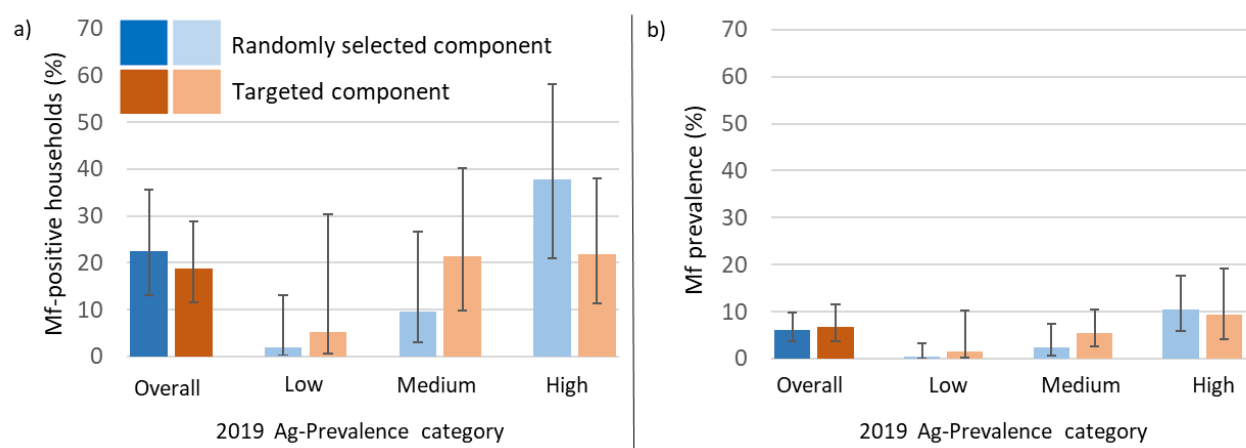 a)
Mf-positive households (%)
70
60
50
40
30
20
10
0
Randomly selected component
Targeted component
Overall Low Medium High
2019 Ag-Prevalence category
b)
Mf prevalence (%)
70
60
50
40
30
20
10
0
Overall Low Medium High
2019 Ag-Prevalence category